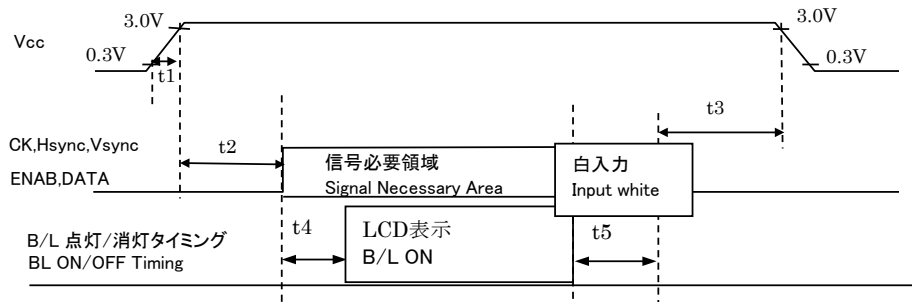 3.0V
3.0V
Vcc
0.3V
0.3V
t1
t3
CK,Hsync,Vsync
t2
信号必要領域
白入力
ENAB,DATA
Signal Necessary Area
Input white
LCD表示
t4
t5
B/L 点灯/消灯タイミング
B/L ON
BL ON/OFF Timing